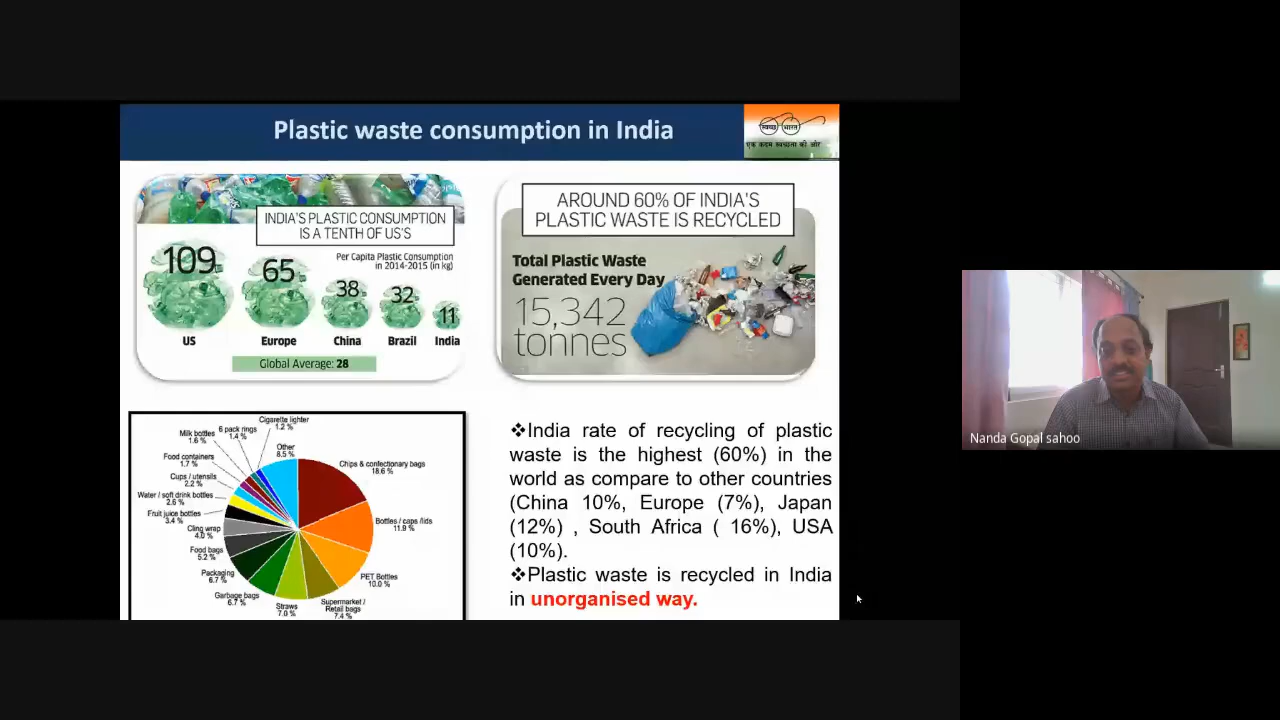 Plastic waste consumption in India
स्वच्छ भारत
एक कदम स्वच्छता की ओर
INDIA'S PLASTIC CONSUMPTION
IS A TENTH OF US'S
Per Capita Plastic Consumption
in 2014-2015 (in kg)
109
65
38
32
11
US
Europe
China
Brazil
India
Global Average: 28
AROUND 60% OF INDIA'S
PLASTIC WASTE IS RECYCLED
Total Plastic Waste
Generated Every Day
15,342
tonnes
Cigarette lighter
1.2 %
6 pack rings
1.4 %
Milk bottles
1.6 %
Other
8.5 %
Food containers
1.7 %
Chips & confectionary bags
18.6 %
Cups / utensils
2.2 %
Water / soft drink bottles
2.6 %
Fruit juice bottles
3.4 %
Bottles / caps /lids
11.9 %
Cling wrap
4.0 %
Food bags
5.2 %
Packaging
6.7 %
PET Bottles
10.0 %
Garbage bags
6.7 %
Straws
7.0 %
Supermarket /
Retail bags
7.4 %
❖India rate of recycling of plastic
waste is the highest (60%) in the
world as compare to other countries
(China 10%, Europe (7%), Japan
(12%) , South Africa ( 16%), USA
(10%).
❖Plastic waste is recycled in India
in unorganised way.
Nanda Gopal sahoo